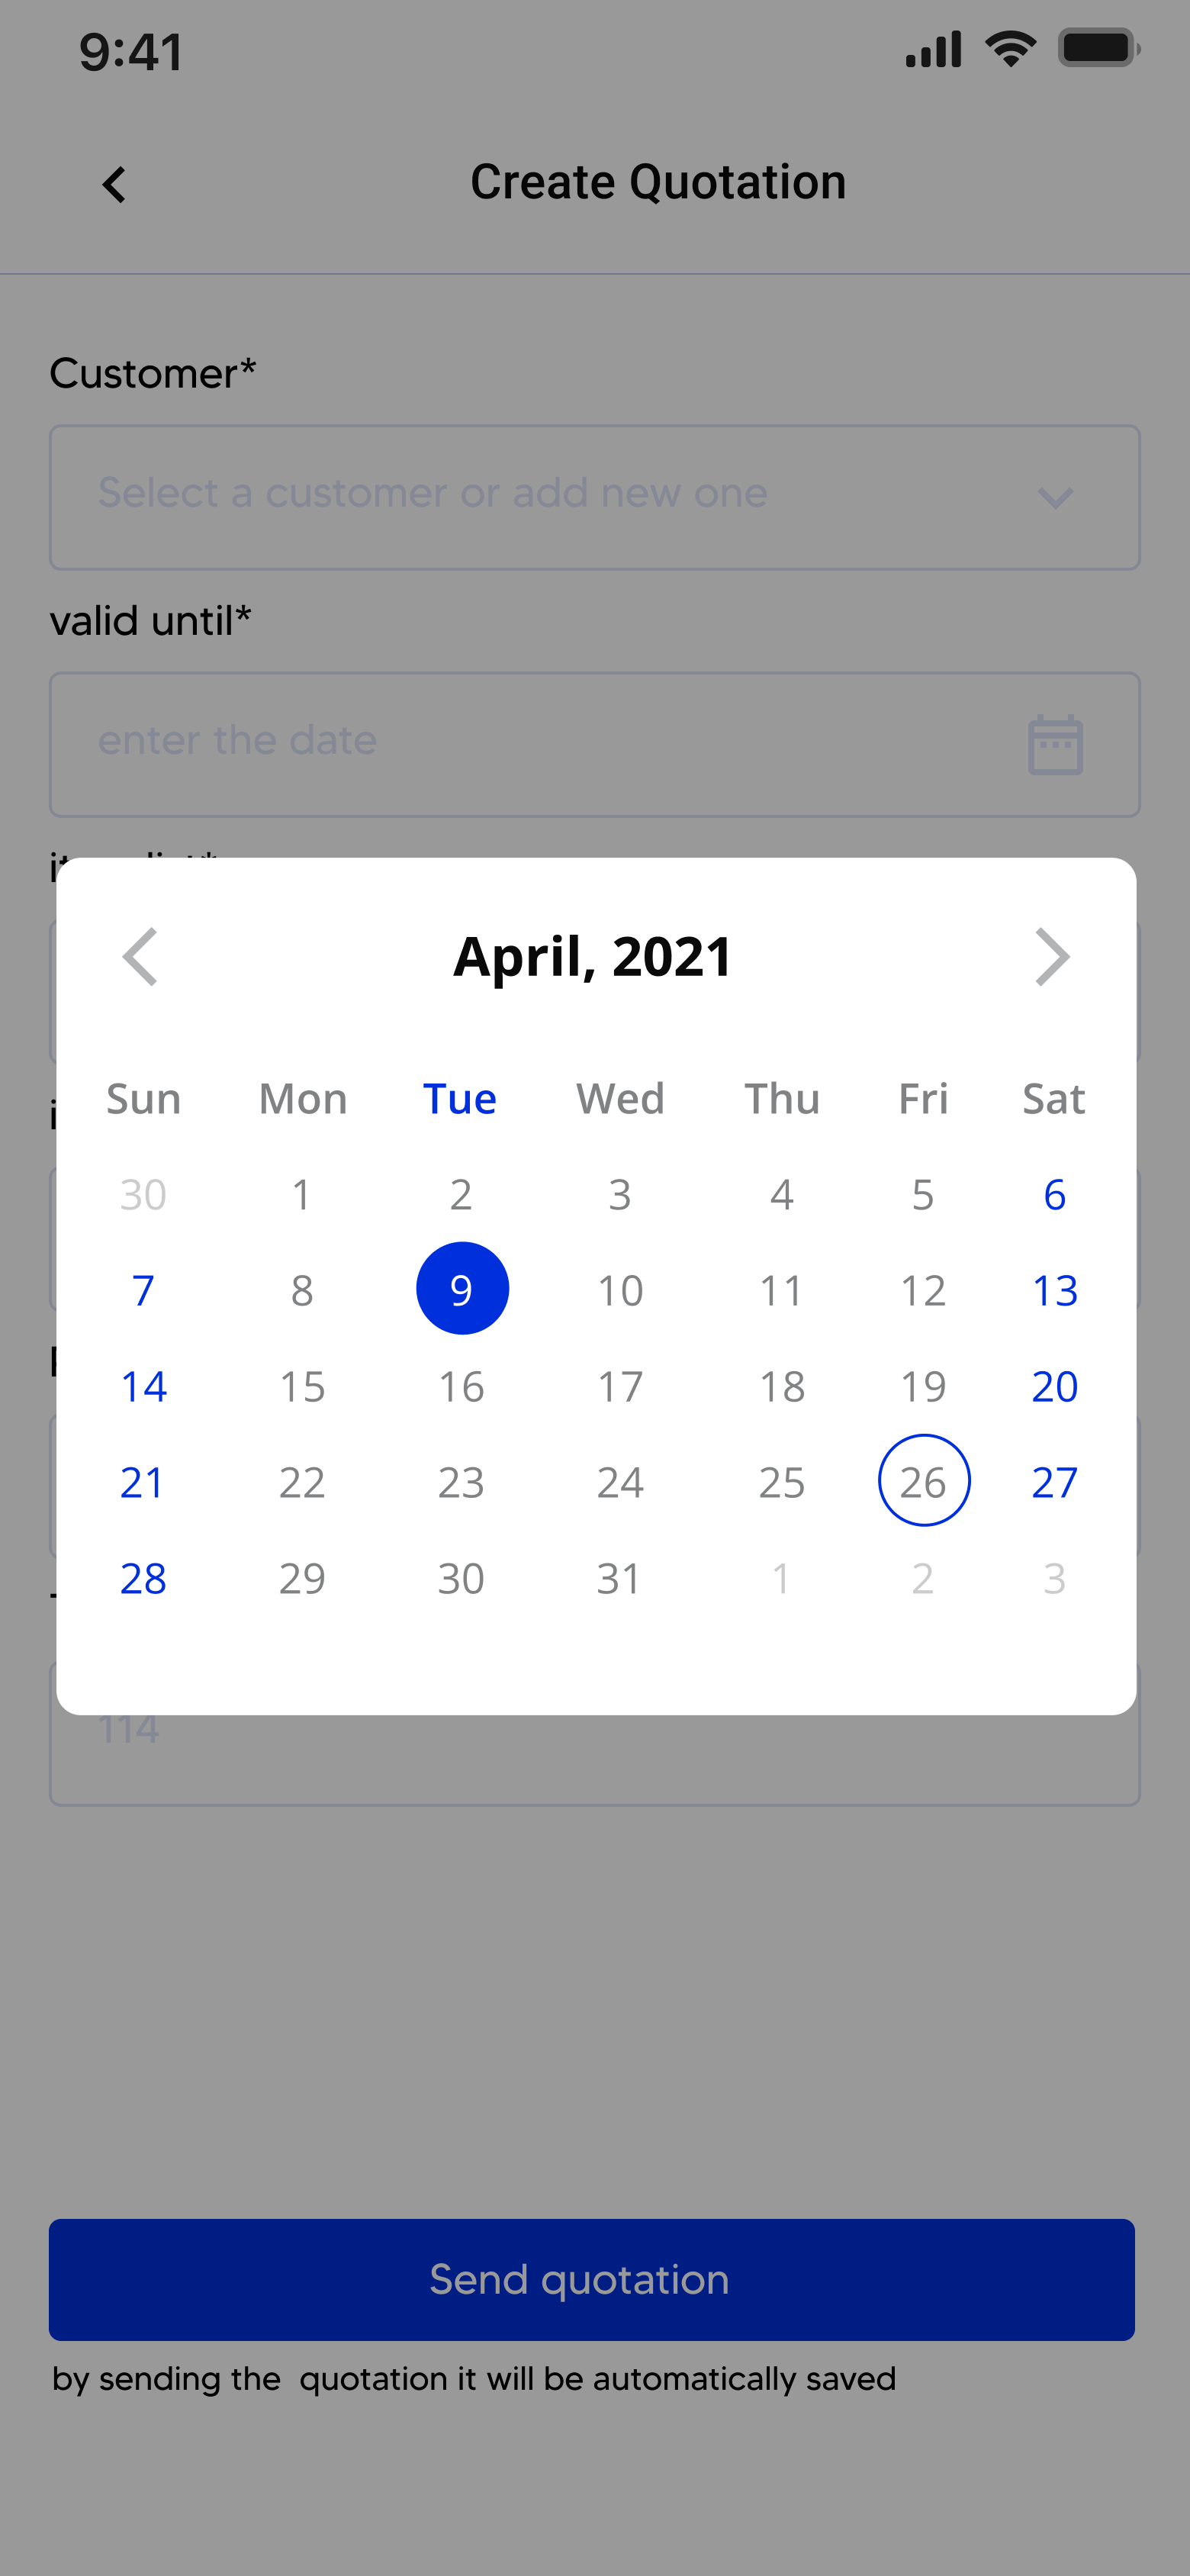 9:41
Create Quotation
Customer*
Select a customer or add new one
valid until*
enter the date
April, 2021
Sun Mon Tue Wed Thu Fri Sat
30 1 2 3 4 5 6
7 8 9 10 11 12 13
14 15 16 17 18 19 20
21 22 23 24 25 26 27
28 29 30 31 1 2 3
114
Send quotation
by sending the  quotation it will be automatically saved